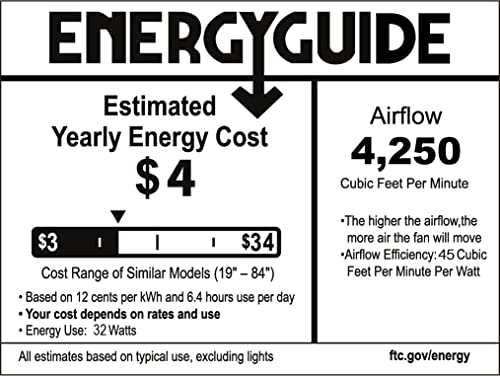 ENERGYGUIDE
Estimated
Yearly Energy Cost
$4
$3 $34
Cost Range of Similar Models (19" – 84")
• Based on 12 cents per kWh and 6.4 hours use per day
• Your cost depends on rates and use
• Energy Use: 32 Watts
Airflow
4,250
Cubic Feet Per Minute
•The higher the airflow,the
more air the fan will move
•Airflow Efficiency: 45 Cubic
Feet Per Minute Per Watt
All estimates based on typical use, excluding lights
ftc.gov/energy